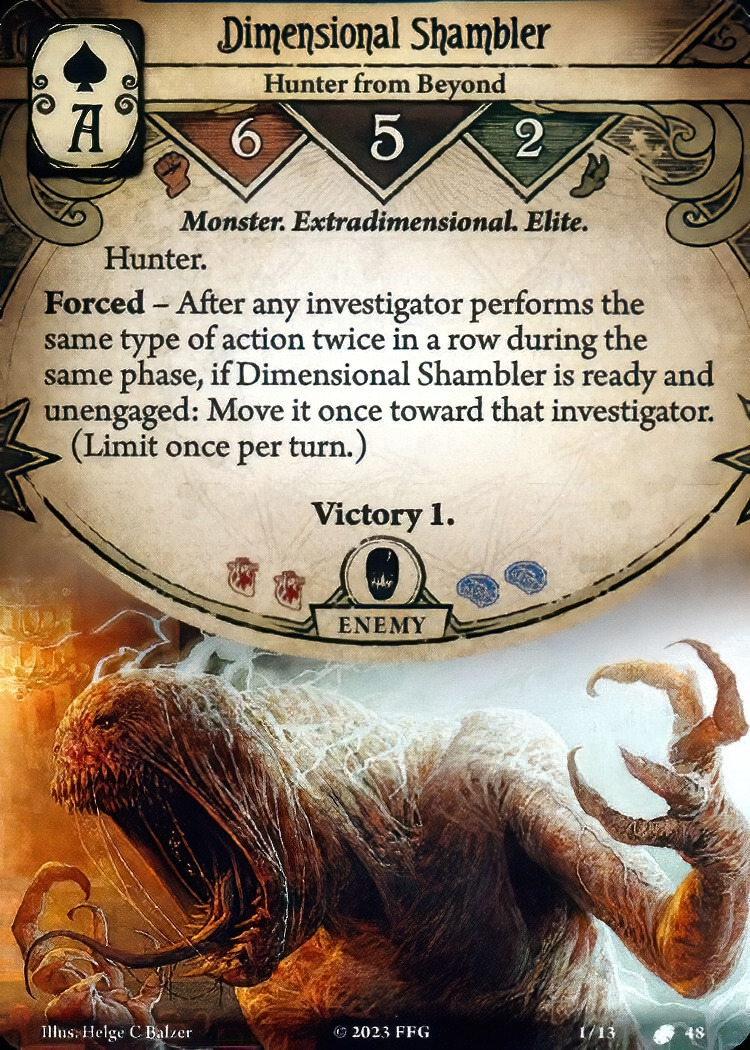 Dimensional Shambler
Hunter from Beyond
A
6 5 2
Monster. Extradimensional. Elite.
Hunter.
Forced – After any investigator performs the
same type of action twice in a row during the
same phase, if Dimensional Shambler is ready and
unengaged: Move it once toward that investigator.
(Limit once per turn.)
Victory 1.
ENEMY
Illus. Helge C Balzer
© 2023 FFG
1/13
48